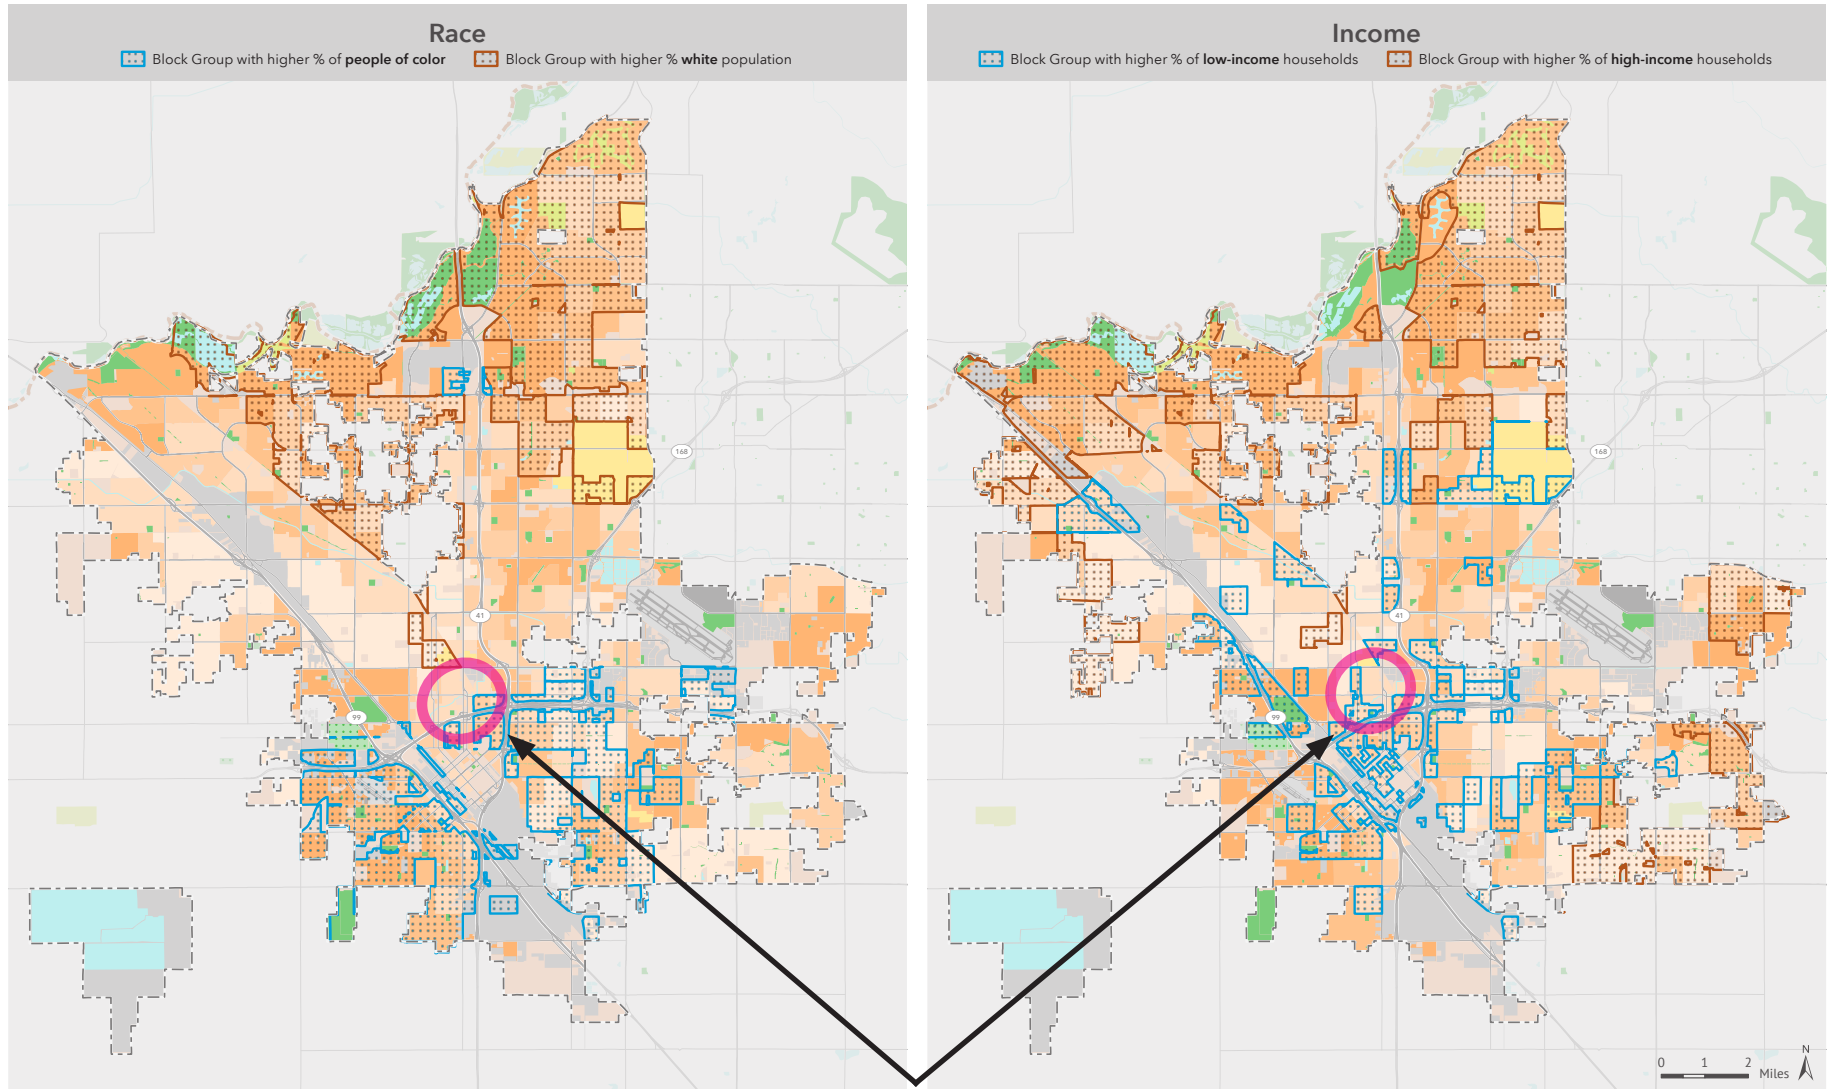 Race
Block Group with higher % of people of color
Block Group with higher % white population
Income
Block Group with higher % of low-income households
Block Group with higher % of high-income households
168
168
41
41
99
99
0 1 2
Miles
N